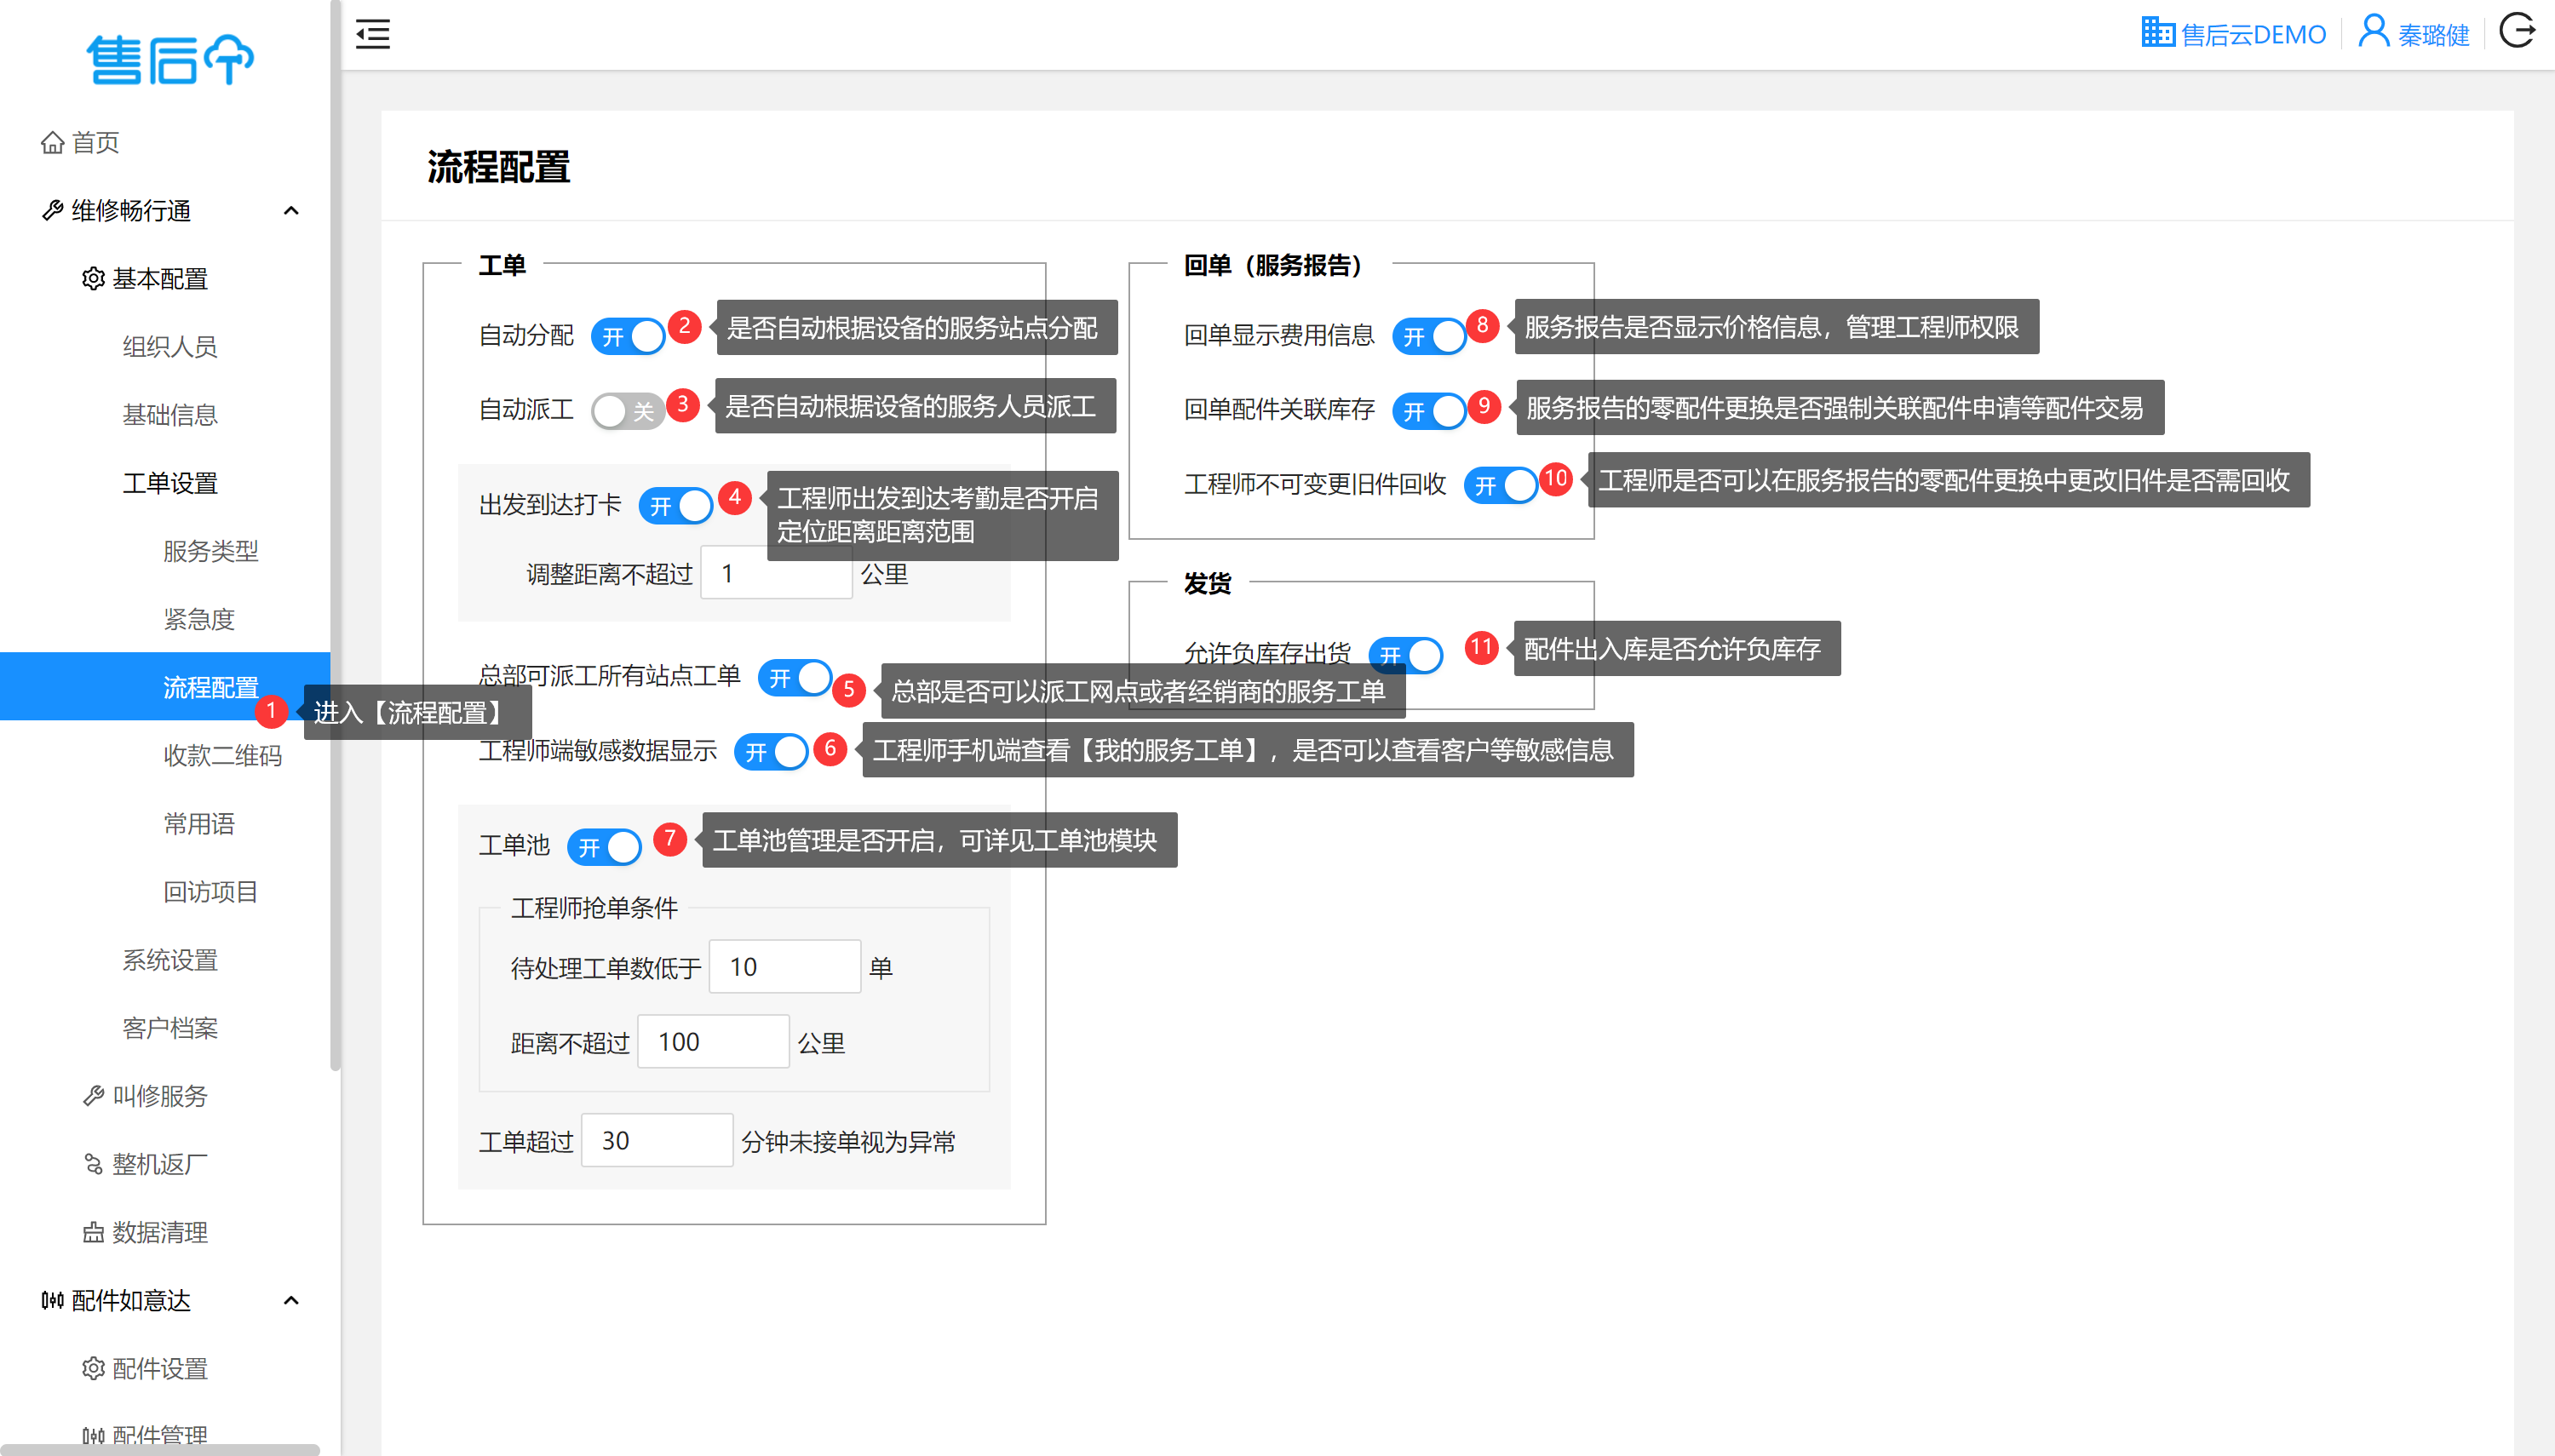 售后
售后云DEMO
秦璐健
首页
维修畅行通
基本配置
组织人员
基础信息
工单设置
服务类型
紧急度
流程配置
1 进入【流程配置】
收款二维码
常用语
回访项目
系统设置
客户档案
叫修服务
整机返厂
数据清理
配件如意达
配件设置
配件管理
流程配置
工单
自动分配 开 2 是否自动根据设备的服务站点分配
自动派工 关 3 是否自动根据设备的服务人员派工
出发到达打卡 开 4 工程师出发到达考勤是否开启
定位距离距离范围
调整距离不超过 1 公里
总部可派工所有站点工单 开 5 总部是否可以派工网点或者经销商的服务工单
工程师端敏感数据显示 开 6 工程师手机端查看【我的服务工单】，是否可以查看客户等敏感信息
工单池 开 7 工单池管理是否开启，可详见工单池模块
工程师抢单条件
待处理工单数低于 10 单
距离不超过 100 公里
工单超过 30 分钟未接单视为异常
回单（服务报告）
回单显示费用信息 开 8 服务报告是否显示价格信息，管理工程师权限
回单配件关联库存 开 9 服务报告的零配件更换是否强制关联配件申请等配件交易
工程师不可变更旧件回收 开 10 工程师是否可以在服务报告的零配件更换中更改旧件是否需回收
发货
允许负库存出货 开 11 配件出入库是否允许负库存